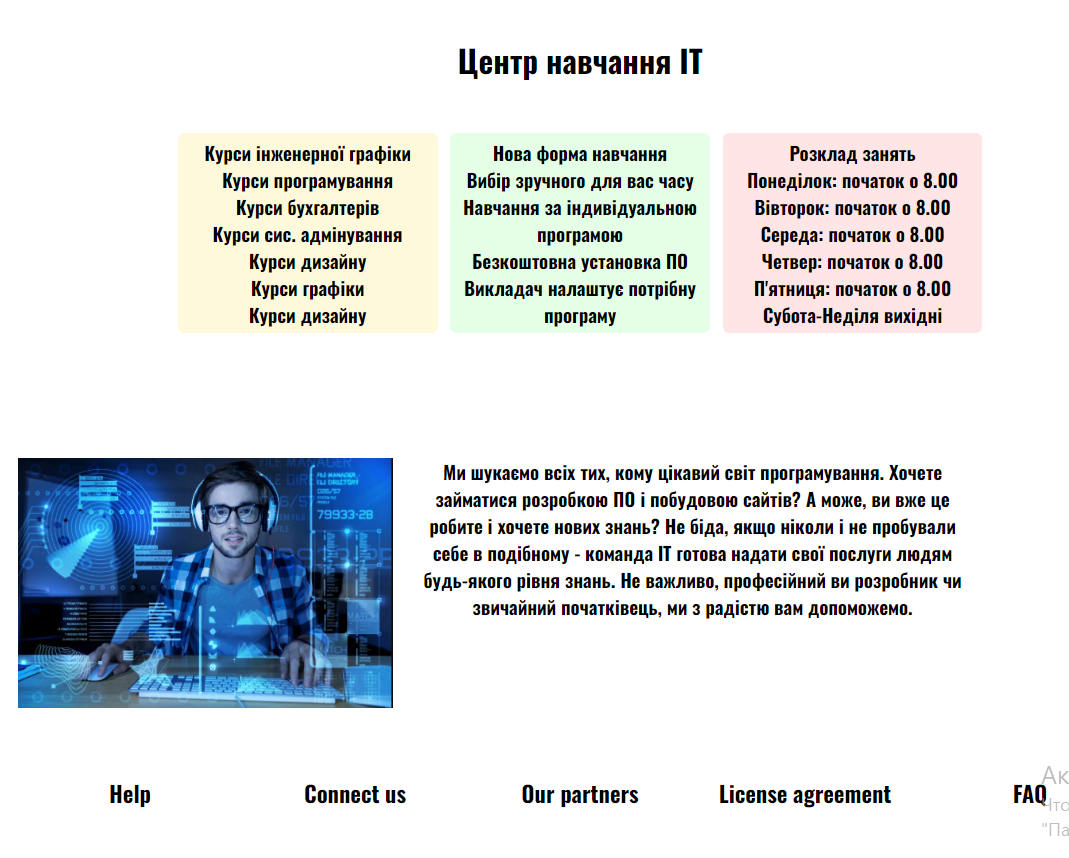 Центр навчання ІТ
Курси інженерної графіки
Курси програмування
Курси бухгалтерів
Курси сис. адмінування
Курси дизайну
Курси графіки
Курси дизайну
Нова форма навчання
Вибір зручного для вас часу
Навчання за індивідуальною
програмою
Безкоштовна установка ПО
Викладач налаштує потрібну
програму
Розклад занять
Понеділок: початок о 8.00
Вівторок: початок о 8.00
Середа: початок о 8.00
Четвер: початок о 8.00
П'ятниця: початок о 8.00
Субота-Неділя вихідні
FILE MANAGER
FILE DIRECTORY
79933-2B
Ми шукаємо всіх тих, кому цікавий світ програмування. Хочете
займатися розробкою ПО і побудовою сайтів? А може, ви вже це
робите і хочете нових знань? Не біда, якщо ніколи і не пробували
себе в подібному - команда ІТ готова надати свої послуги людям
будь-якого рівня знань. Не важливо, професійний ви розробник чи
звичайний початківець, ми з радістю вам допоможемо.
Help
Connect us
Our partners
License agreement
FAQ
Ак
Что
"Па